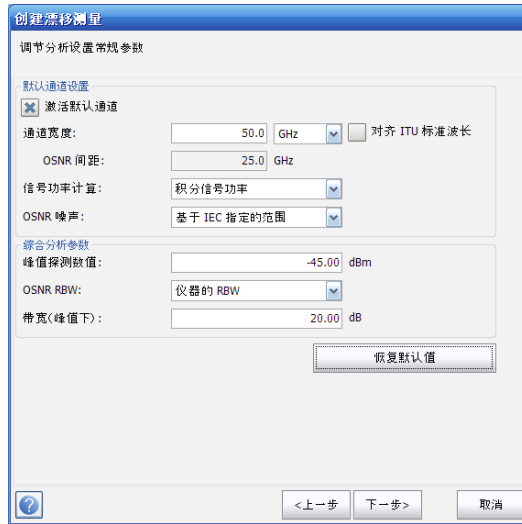 创建漂移测量
调节分析设置常规参数
默认通道设置
激活默认通道
通道宽度: 50.0 GHz 对齐 ITU 标准波长
OSNR 间距: 25.0 GHz
信号功率计算: 积分信号功率
OSNR 噪声: 基于 IEC 指定的范围
综合分析参数
峰值探测数值: -45.00 dBm
OSNR RBW: 仪器的 RBW
带宽(峰值下): 20.00 dB
恢复默认值
? <上一步 下一步> 取消